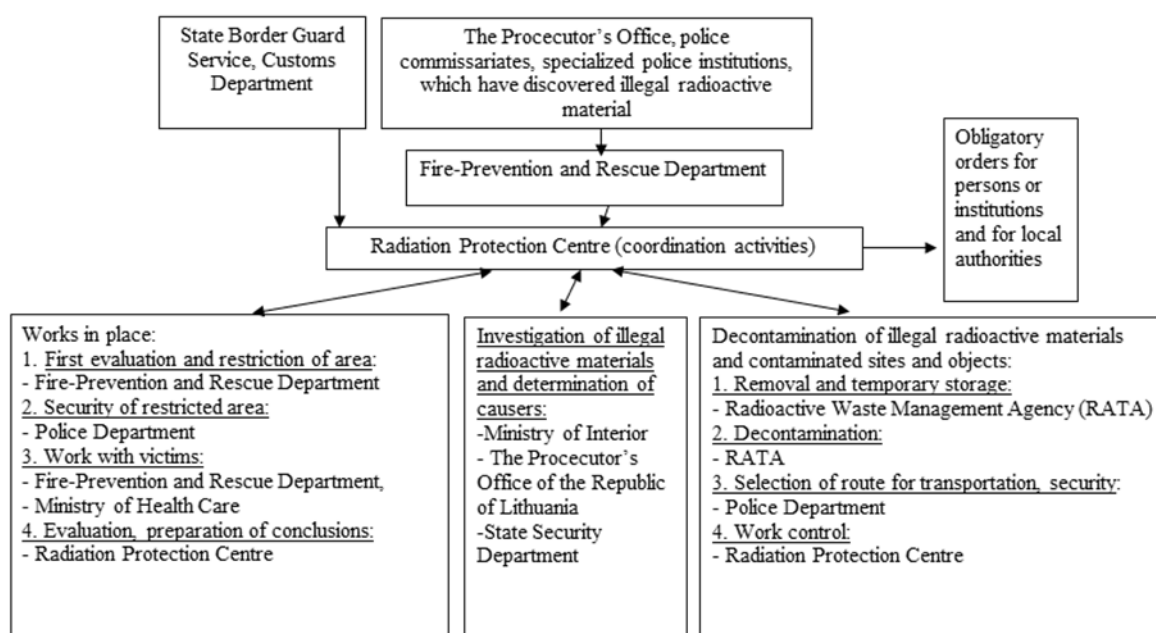 State Border Guard
Service, Customs
Department
The Procecutor’s Office, police
commissariates, specialized police institutions,
which have discovered illegal radioactive
material
Fire-Prevention and Rescue Department
Radiation Protection Centre (coordination activities)
Obligatory
orders for
persons or
institutions
and for local
authorities
Works in place:
1. First evaluation and restriction of area:
- Fire-Prevention and Rescue Department
2. Security of restricted area:
- Police Department
3. Work with victims:
- Fire-Prevention and Rescue Department,
- Ministry of Health Care
4. Evaluation, preparation of conclusions:
- Radiation Protection Centre
Investigation of illegal
radioactive materials
and determination of
causers:
-Ministry of Interior
- The Procecutor’s
Office of the Republic
of Lithuania
-State Security
Department
Decontamination of illegal radioactive materials
and contaminated sites and objects:
1. Removal and temporary storage:
- Radioactive Waste Management Agency (RATA)
2. Decontamination:
- RATA
3. Selection of route for transportation, security:
- Police Department
4. Work control:
- Radiation Protection Centre